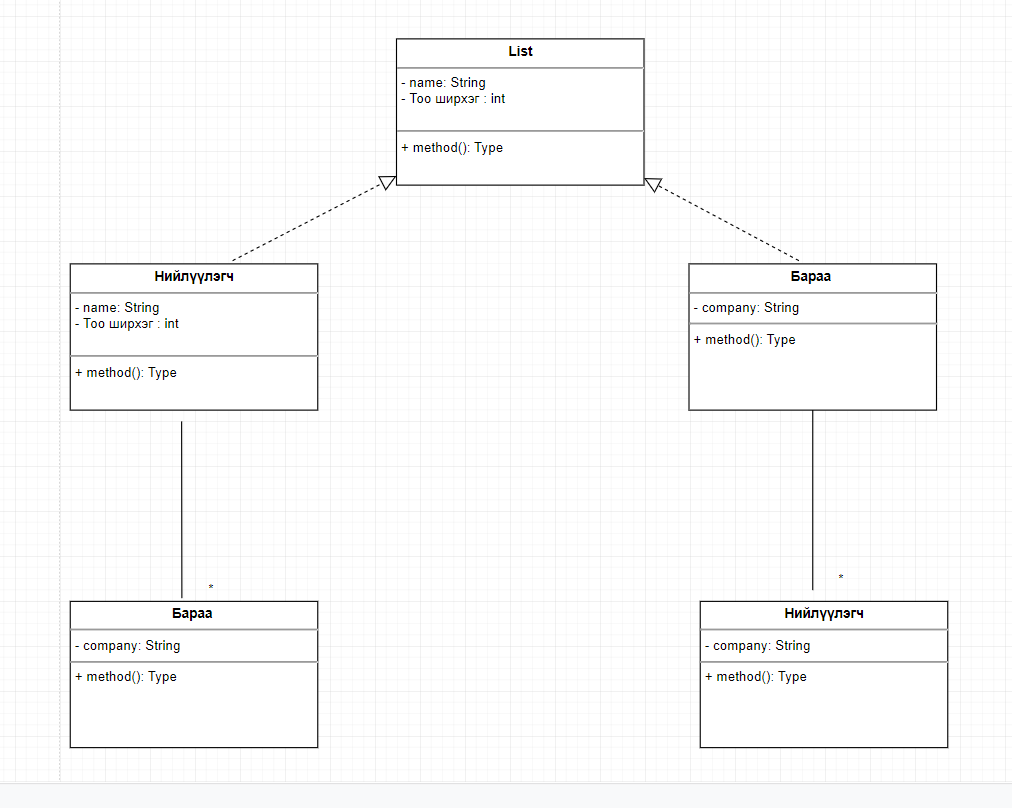 List
- name: String
- Тоо ширхэг : int
+ method(): Type
Нийлүүлэгч
- name: String
- Тоо ширхэг : int
+ method(): Type
Бараа
- company: String
+ method(): Type
*
*
Бараа
- company: String
+ method(): Type
Нийлүүлэгч
- company: String
+ method(): Type